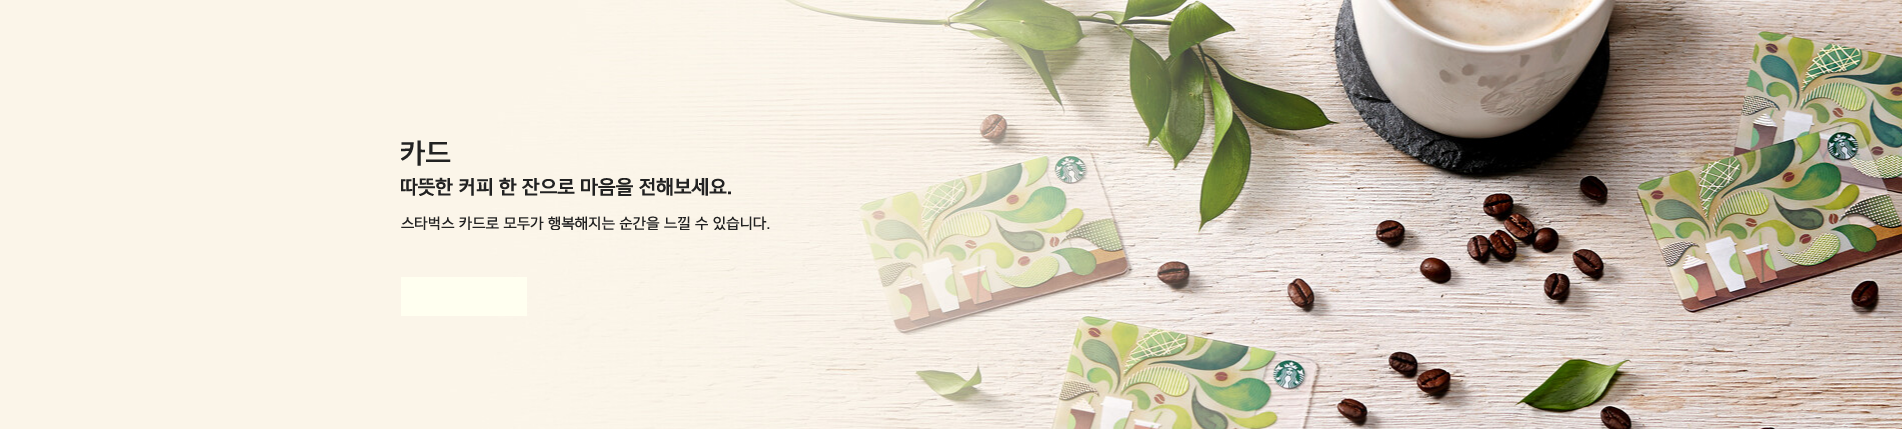 카드
따뜻한 커피 한 잔으로 마음을 전해보세요.
스타벅스 카드로 모두가 행복해지는 순간을 느낄 수 있습니다.